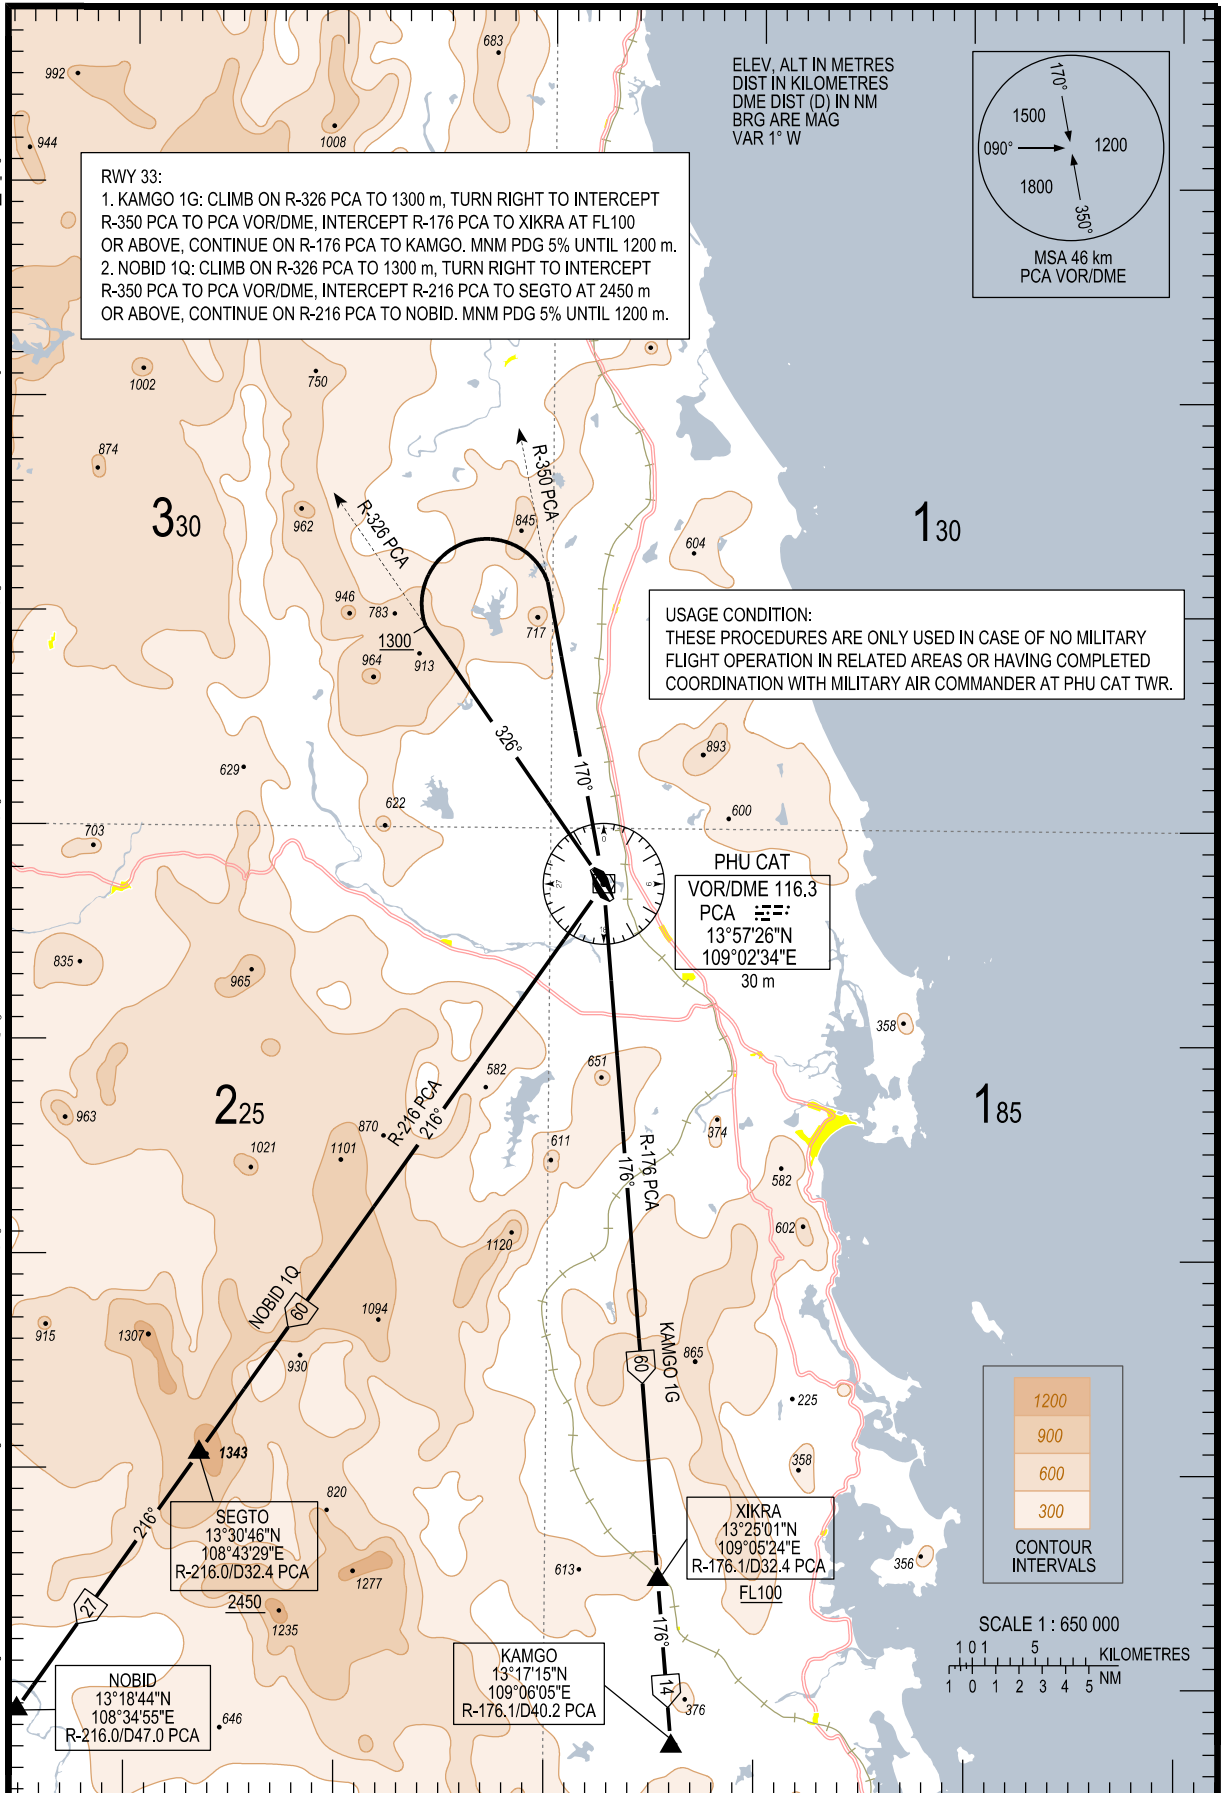 683
992
1008
944
ELEV, ALT IN METRES
DIST IN KILOMETRES
DME DIST (D) IN NM
BRG ARE MAG
VAR 1° W
170°
1500
090°
1200
1800
350°
MSA 46 km
PCA VOR/DME
RWY 33:
1. KAMGO 1G: CLIMB ON R-326 PCA TO 1300 m, TURN RIGHT TO INTERCEPT
R-350 PCA TO PCA VOR/DME, INTERCEPT R-176 PCA TO XIKRA AT FL100
OR ABOVE, CONTINUE ON R-176 PCA TO KAMGO. MNM PDG 5% UNTIL 1200 m.
2. NOBID 1Q: CLIMB ON R-326 PCA TO 1300 m, TURN RIGHT TO INTERCEPT
R-350 PCA TO PCA VOR/DME, INTERCEPT R-216 PCA TO SEGTO AT 2450 m
OR ABOVE, CONTINUE ON R-216 PCA TO NOBID. MNM PDG 5% UNTIL 1200 m.
1002
750
874
R-350 PCA
R-326 PCA
330
962
845
604
130
946
783
717
1300
913
964
USAGE CONDITION:
THESE PROCEDURES ARE ONLY USED IN CASE OF NO MILITARY
FLIGHT OPERATION IN RELATED AREAS OR HAVING COMPLETED
COORDINATION WITH MILITARY AIR COMMANDER AT PHU CAT TWR.
326°
893
629
170°
622
600
703
PHU CAT
VOR/DME 116.3
PCA
13°57'26"N
109°02'34"E
30 m
27
0
9
18
835
965
358
582
651
225
185
963
870
R-216 PCA
216°
374
1021
1101
611
R-176 PCA
176°
582
602
1120
NOBID 1Q
60
1094
915
1307
930
KAMGO 1G
60
865
225
1343
358
1200
900
600
300
CONTOUR
INTERVALS
216°
SEGTO
13°30'46"N
108°43'29"E
R-216.0/D32.4 PCA
2450
820
1277
1235
XIKRA
13°25'01"N
109°05'24"E
R-176.1/D32.4 PCA
FL100
613
356
27
176°
SCALE 1 : 650 000
1 0 1 5 KILOMETRES
1 0 1 2 3 4 5 NM
KAMGO
13°17'15"N
109°06'05"E
R-176.1/D40.2 PCA
14
376
NOBID
13°18'44"N
108°34'55"E
R-216.0/D47.0 PCA
646